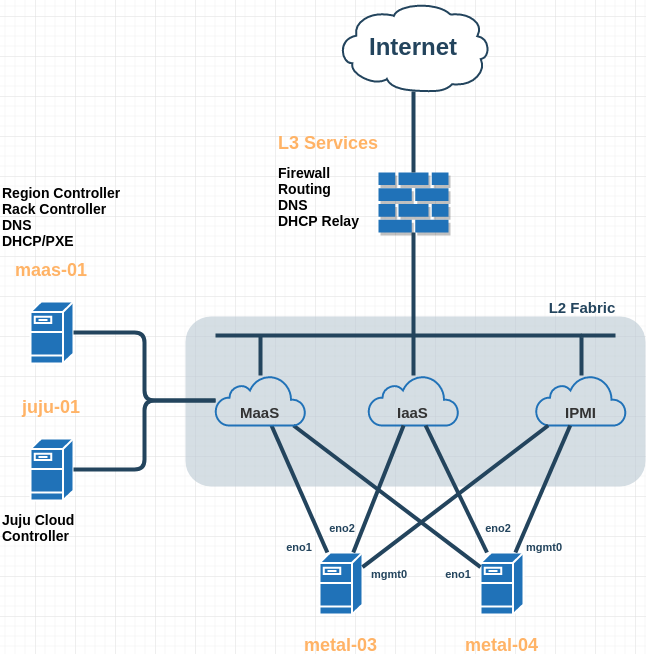 Internet
L3 Services
Firewall
Routing
DNS
DHCP Relay
Region Controller
Rack Controller
DNS
DHCP/PXE
maas-01
L2 Fabric
juju-01
MaaS
IaaS
IPMI
Juju Cloud
Controller
eno2
eno2
eno1
mgmt0
mgmt0
eno1
metal-03
metal-04